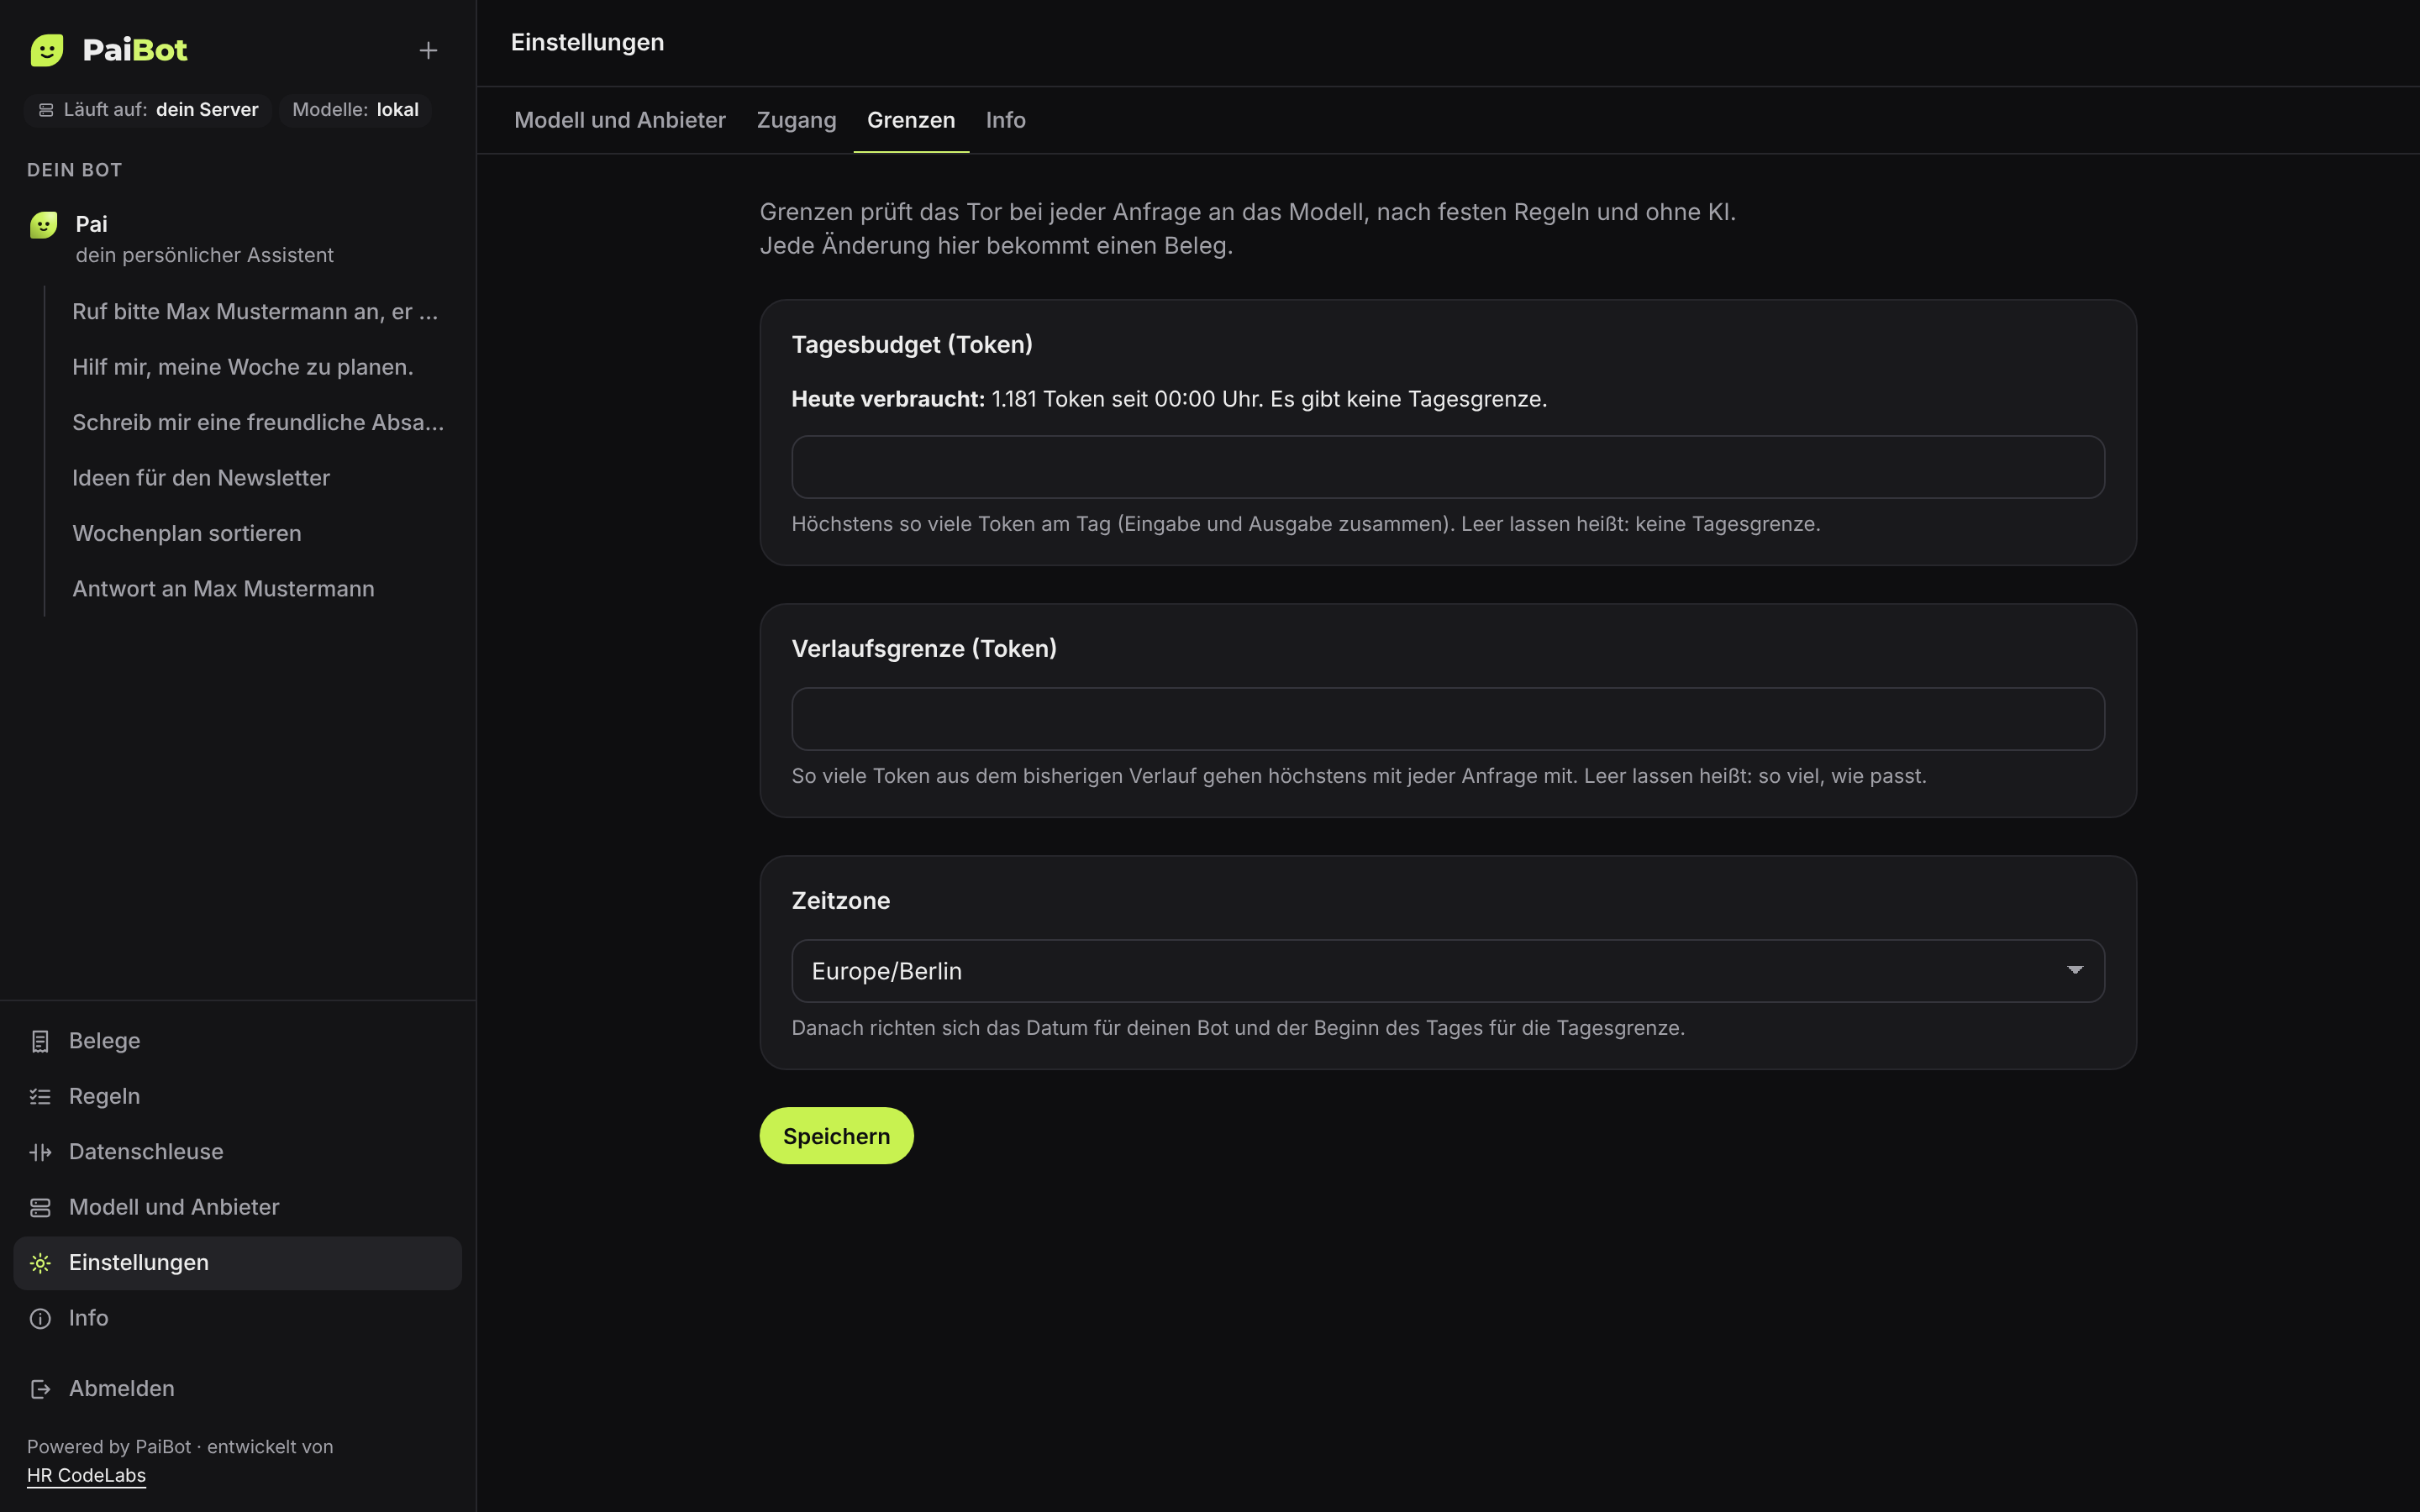 PaiBot
Läuft auf: dein Server
Modelle: lokal
DEIN BOT
Pai
dein persönlicher Assistent
Ruf bitte Max Mustermann an, er ...
Hilf mir, meine Woche zu planen.
Schreib mir eine freundliche Absa...
Ideen für den Newsletter
Wochenplan sortieren
Antwort an Max Mustermann
Belege
Regeln
Datenschleuse
Modell und Anbieter
Einstellungen
Info
Abmelden
Powered by PaiBot · entwickelt von
HR CodeLabs
Einstellungen
Modell und Anbieter
Zugang
Grenzen
Info
Grenzen prüft das Tor bei jeder Anfrage an das Modell, nach festen Regeln und ohne KI.
Jede Änderung hier bekommt einen Beleg.
Tagesbudget (Token)
Heute verbraucht: 1.181 Token seit 00:00 Uhr. Es gibt keine Tagesgrenze.
Höchstens so viele Token am Tag (Eingabe und Ausgabe zusammen). Leer lassen heißt: keine Tagesgrenze.
Verlaufsgrenze (Token)
So viele Token aus dem bisherigen Verlauf gehen höchstens mit jeder Anfrage mit. Leer lassen heißt: so viel, wie passt.
Zeitzone
Europe/Berlin
Danach richten sich das Datum für deinen Bot und der Beginn des Tages für die Tagesgrenze.
Speichern